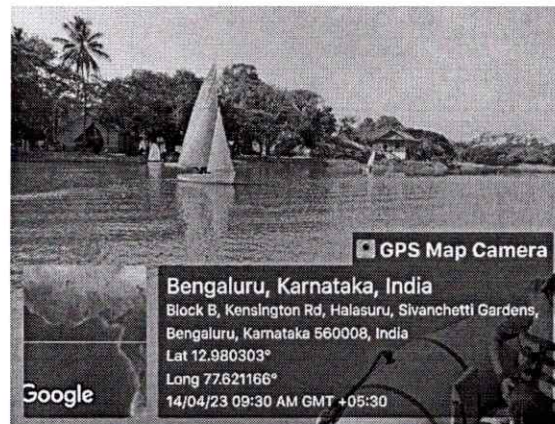 GPS Map Camera
Bengaluru, Karnataka, India
Block B, Kensington Rd, Halasuru, Sivanchetti Gardens,
Bengaluru, Karnataka 560008, India
Lat 12.980303°
Long 77.621166°
14/04/23 09:30 AM GMT +05:30
Google